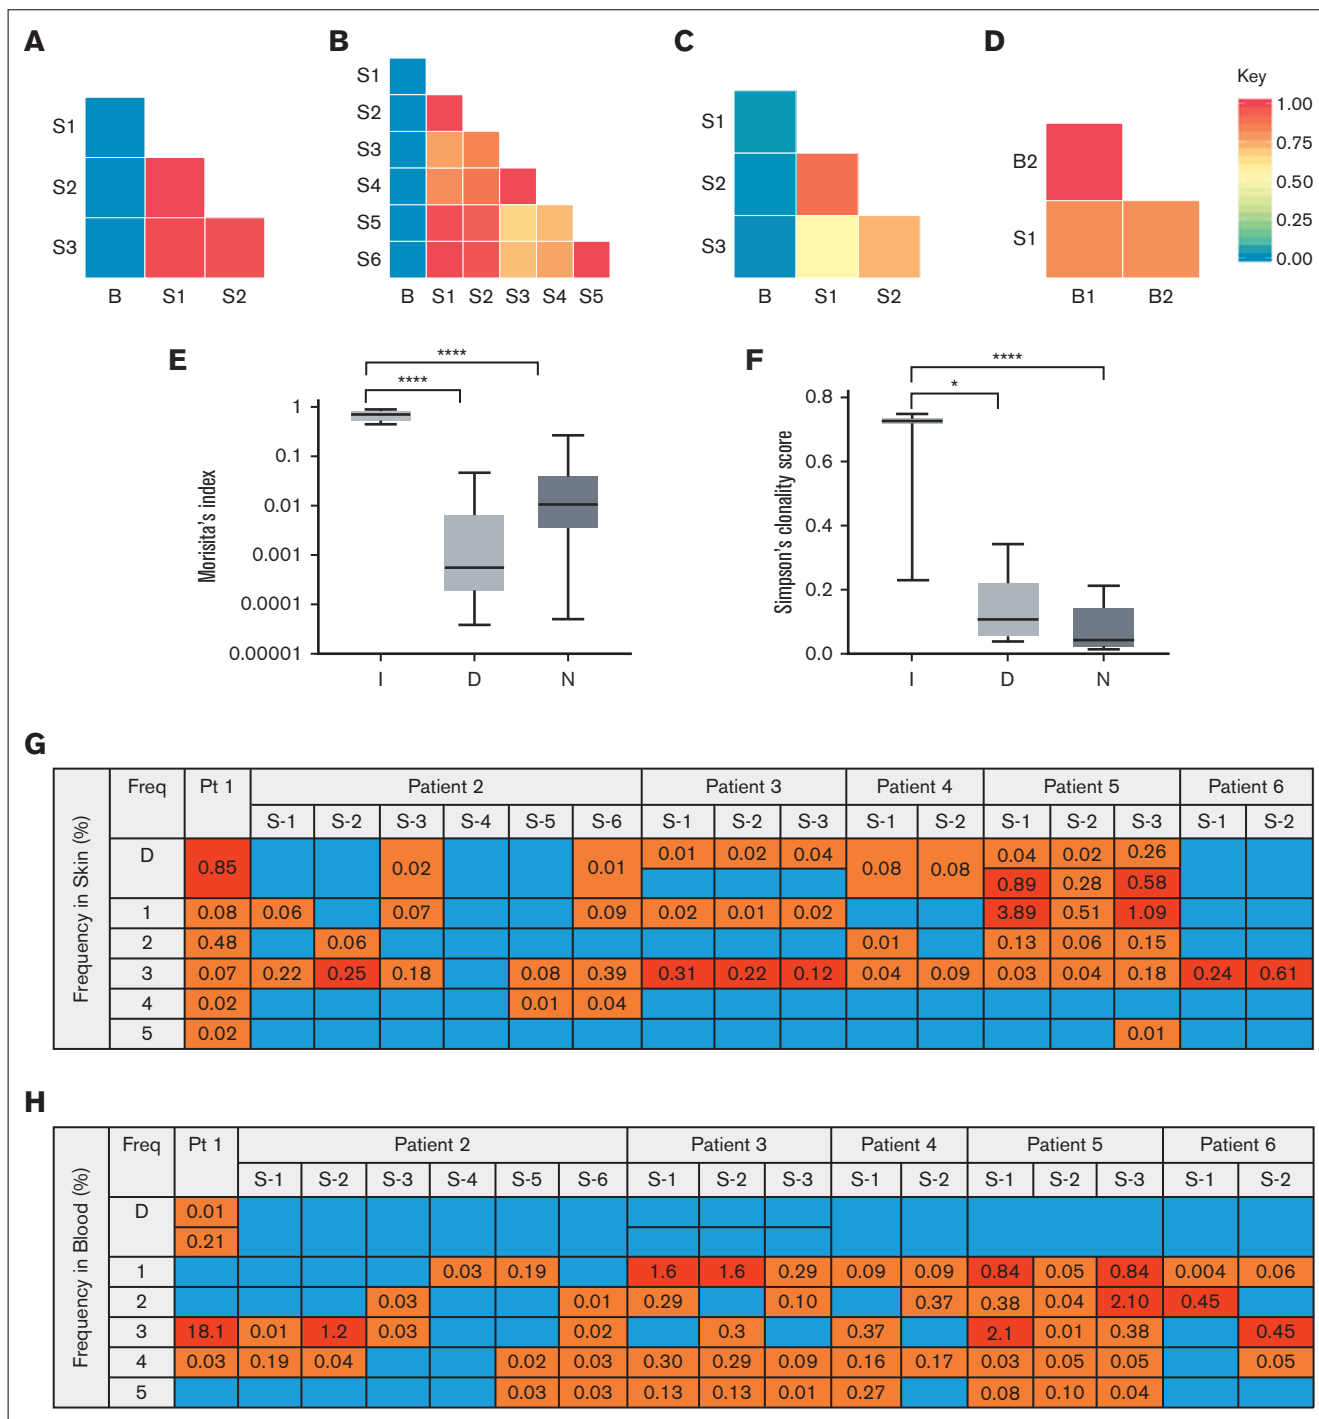 A B C D
Key
S1
S2
S3
B S1 S2
S1
S2
S3
S4
S5
S6
B S1 S2 S3 S4 S5
S1
S2
S3
B S1 S2
B2
S1
B1 B2
1.00
0.75
0.50
0.25
0.00
E
Morisita's index
1
0.1
0.01
0.001
0.0001
0.00001
****
****
I D N
F
Simpson's clonality score
0.8
0.6
0.4
0.2
0.0
****
*
I D N
G
Frequency in Skin (%)
Freq Pt 1 Patient 2 Patient 3 Patient 4 Patient 5 Patient 6
S-1 S-2 S-3 S-4 S-5 S-6 S-1 S-2 S-3 S-1 S-2 S-1 S-2 S-3 S-1 S-2
D 0.85 0.02 0.01 0.01 0.02 0.04 0.08 0.08 0.04 0.02 0.26
0.89 0.28 0.58
1 0.08 0.06 0.07 0.09 0.02 0.01 0.02 3.89 0.51 1.09
2 0.48 0.06 0.01 0.13 0.06 0.15
3 0.07 0.22 0.25 0.18 0.08 0.39 0.31 0.22 0.12 0.04 0.09 0.03 0.04 0.18 0.24 0.61
4 0.02 0.01 0.04
5 0.02 0.01
H
Frequency in Blood (%)
Freq Pt 1 Patient 2 Patient 3 Patient 4 Patient 5 Patient 6
S-1 S-2 S-3 S-4 S-5 S-6 S-1 S-2 S-3 S-1 S-2 S-1 S-2 S-3 S-1 S-2
D 0.01
0.21
1 0.03 0.19 1.6 1.6 0.29 0.09 0.09 0.84 0.05 0.84 0.004 0.06
2 0.03 0.01 0.29 0.10 0.37 0.38 0.04 2.10 0.45
3 18.1 0.01 1.2 0.03 0.02 0.3 0.37 2.1 0.01 0.38 0.45
4 0.03 0.19 0.04 0.02 0.03 0.30 0.29 0.09 0.16 0.17 0.03 0.05 0.05 0.05
5 0.03 0.03 0.13 0.13 0.01 0.27 0.08 0.10 0.04